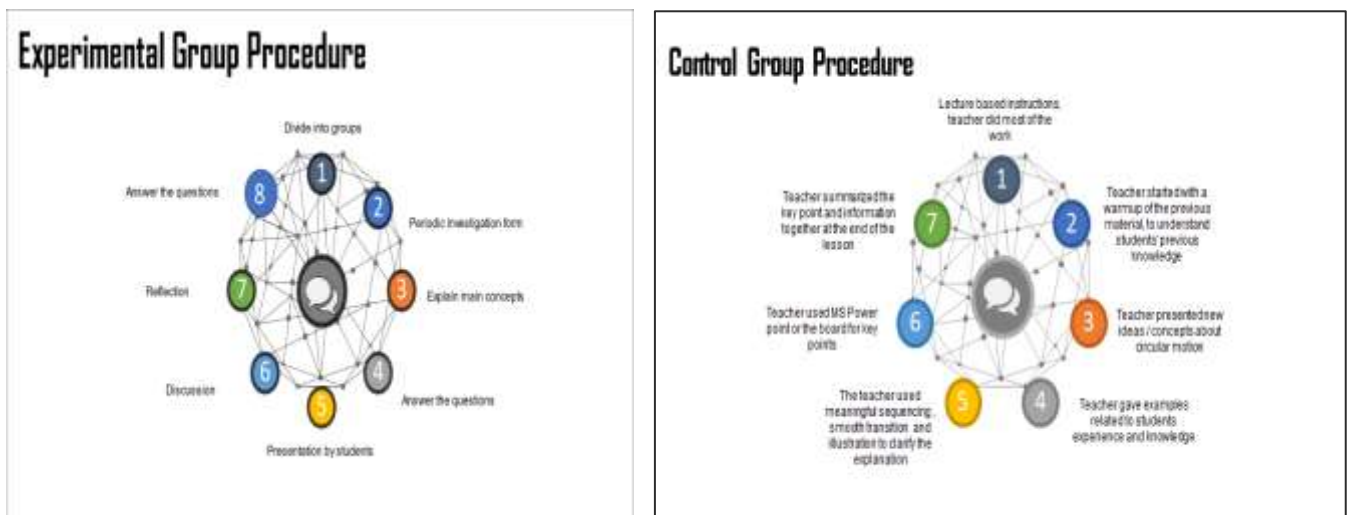 Experimental Group Procedure
Divide into groups
1
2
Periodic investigation form
3
Explain main concepts
4
Answer the questions
5
Presentation by students
6
Discussion
7
Reflection
8
Answer the questions
Control Group Procedure
Lecture based instructions,
teacher did most of the
work
1
2
Teacher started with a
warmup of the previous
material, to understand
students' previous
knowledge
3
Teacher presented new
ideas / concepts about
circular motion
4
Teacher gave examples
related to students
experience and knowledge
5
The teacher used
meaningful sequencing,
smooth transition and
illustration to clarify the
explanation
6
Teacher used MS Power
point or the board for key
points
7
Teacher summarized the
key point and information
together at the end of the
lesson